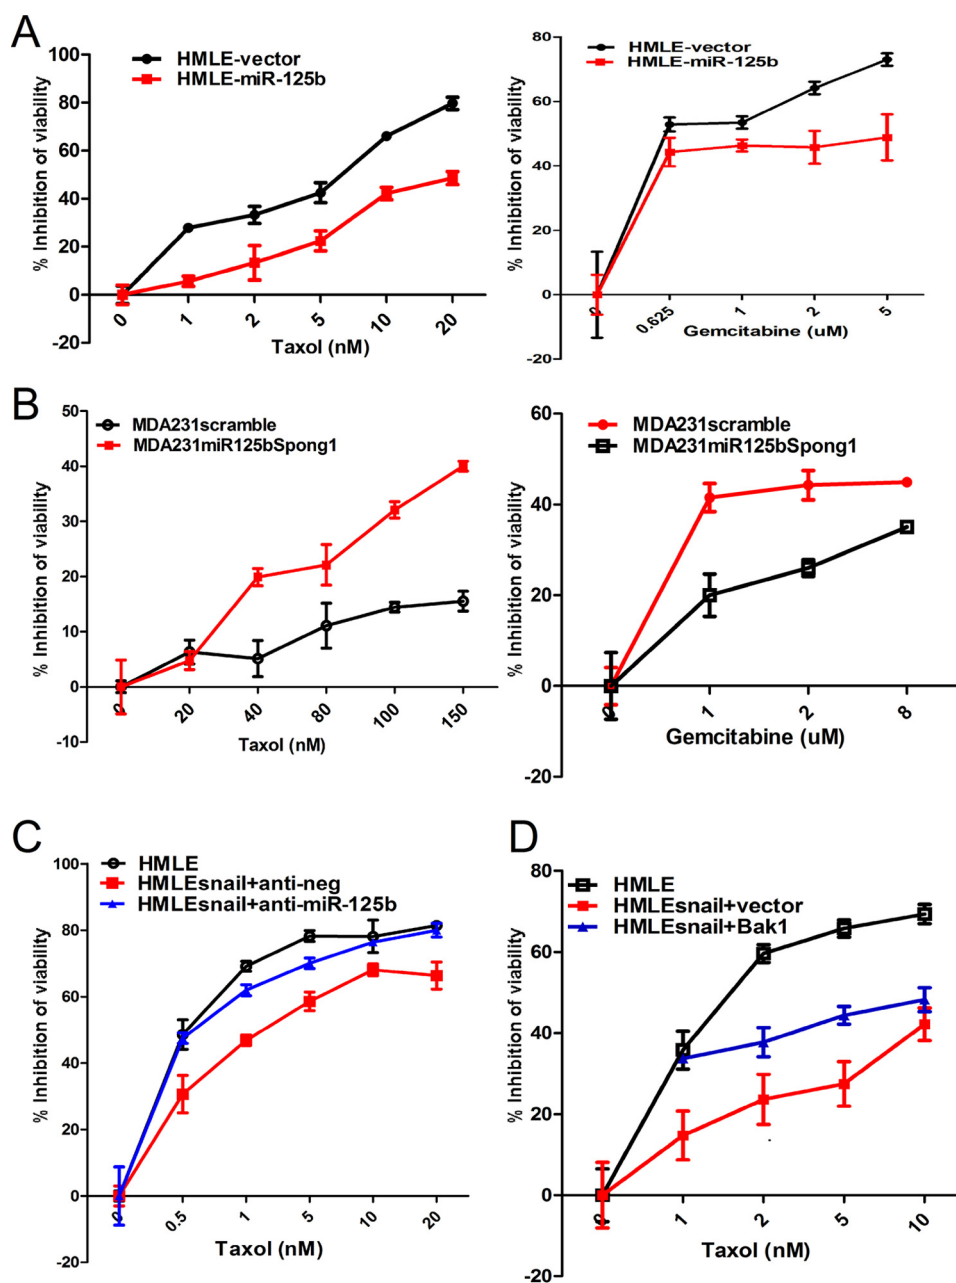 A
HMLE-vector
HMLE-miR-125b
% Inhibition of viability
100
80
60
40
20
0
-20
0
1
2
5
10
20
Taxol (nM)
HMLE-vector
HMLE-miR-125b
% Inhibition of viability
80
60
40
20
0
-20
0
0.625
1
2
5
Gemcitabine (uM)
B
MDA231scramble
MDA231miR125bSpong1
% Inhibition of viability
50
40
30
20
10
0
-10
0
20
40
80
100
150
Taxol (nM)
MDA231scramble
MDA231miR125bSpong1
% Inhibition of viability
60
40
20
0
-20
0
1
2
8
Gemcitabine (uM)
C
HMLE
HMLEsnail+anti-neg
HMLEsnail+anti-miR-125b
% Inhibition of viability
100
80
60
40
20
0
-20
0
0.5
1
5
10
20
Taxol (nM)
D
HMLE
HMLEsnail+vector
HMLEsnail+Bak1
% Inhibition of viability
80
60
40
20
0
-20
0
1
2
5
10
Taxol (nM)